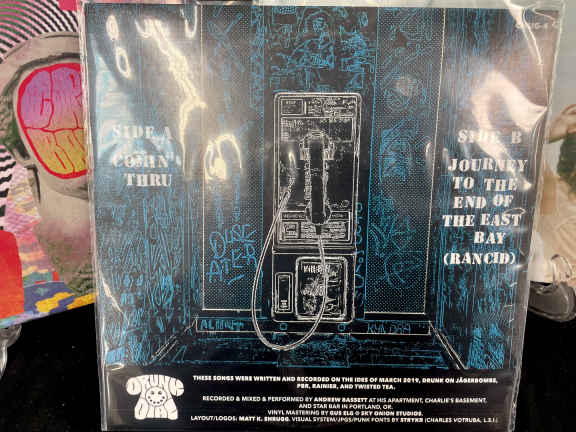 SIDE A
COMIN'
THRU
SIDE B
JOURNEY
TO THE
END OF
THE EAST
BAY
(RANCID)
DRUNK
DIAL
THESE SONGS WERE WRITTEN AND RECORDED ON THE IDES OF MARCH 2019, DRUNK ON JÄGERBOMBS,
PBR, RAINIER, AND TWISTED TEA.
RECORDED & MIXED & PERFORMED BY ANDREW BASSETT AT HIS APARTMENT, CHARLIE'S BASEMENT,
AND STAR BAR IN PORTLAND, OR.
VINYL MASTERING BY GUS ELG @ SKY ONION STUDIOS.
LAYOUT/LOGOS: MATT K. SHRUGG. VISUAL SYSTEM/JPGS/PUNK FONTS BY STRYXR (CHARLES VOTRUBA, L.S.I.).